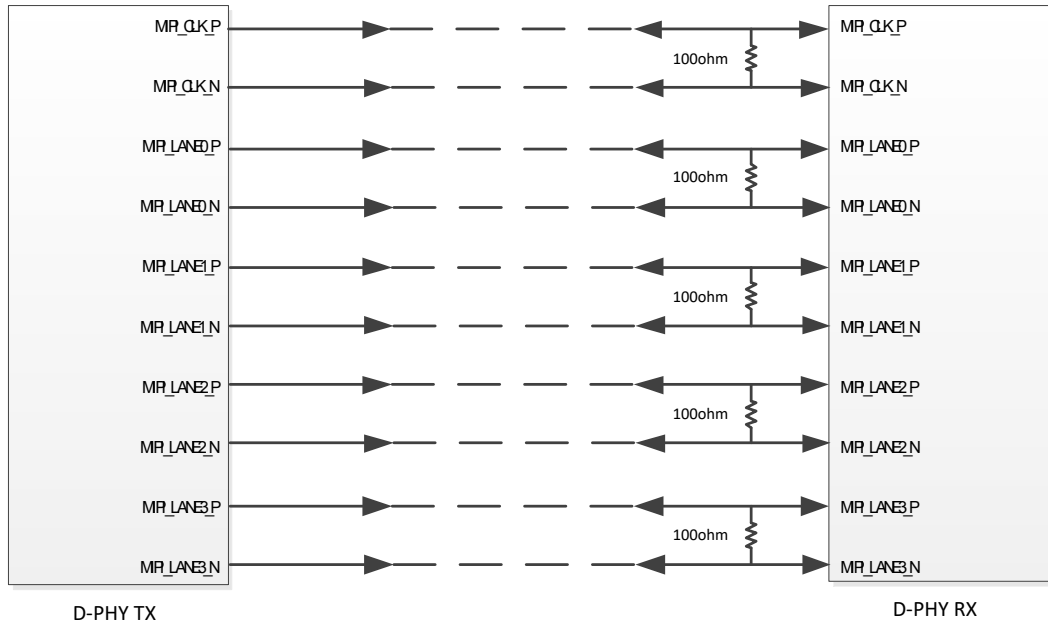 MIPI_CLK_P
MIPI_CLK_P
100ohm
MIPI_CLK_N
MIPI_CLK_N
MIPI_LANE0_P
MIPI_LANE0_P
100ohm
MIPI_LANE0_N
MIPI_LANE0_N
MIPI_LANE1_P
MIPI_LANE1_P
100ohm
MIPI_LANE1_N
MIPI_LANE1_N
MIPI_LANE2_P
MIPI_LANE2_P
100ohm
MIPI_LANE2_N
MIPI_LANE2_N
MIPI_LANE3_P
MIPI_LANE3_P
100ohm
MIPI_LANE3_N
MIPI_LANE3_N
D-PHY TX
D-PHY RX